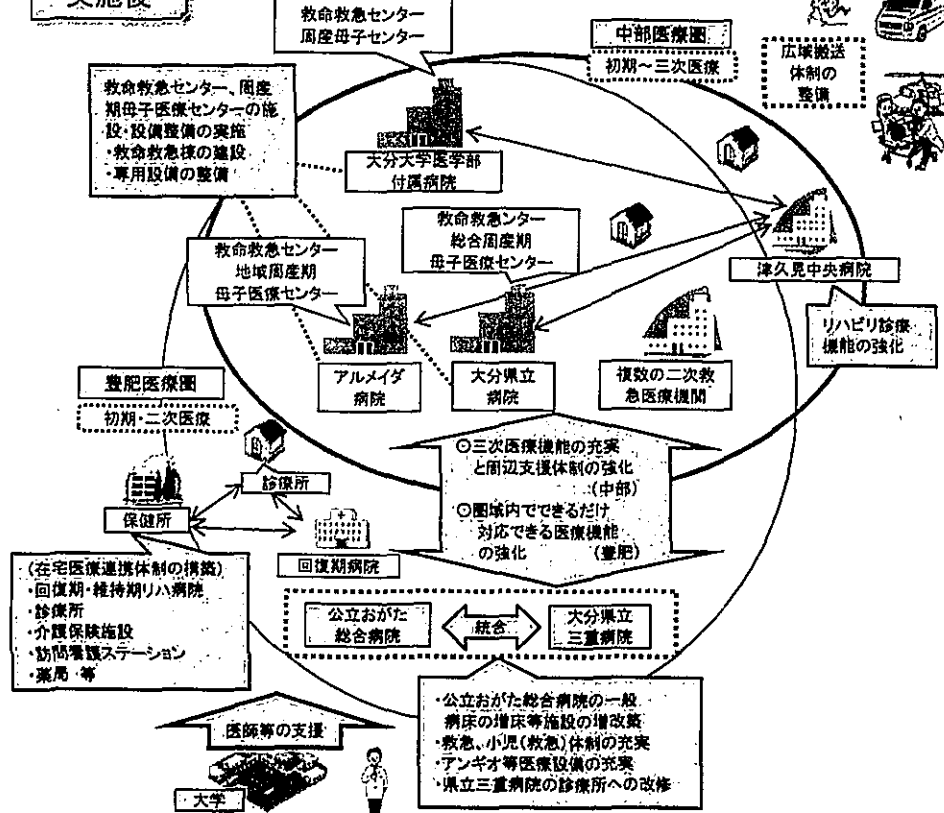 実施後
救命救急センター
周産母子センター
中部医療圏
初期～三次医療
広域搬送
体制の
整備
救命救急センター、周産
期母子医療センターの施
設・設備整備の実施
・救命救急棟の建設
・専用設備の整備
大分大学医学部
付属病院
救命救急ンター
総合周産期
母子医療センター
救命救急センター
地域周産期
母子医療センター
津久見中央病院
リハビリ診療
機能の強化
アルメイダ
病院
大分県立
病院
複数の二次救
急医療機関
豊肥医療圏
初期・二次医療
⊙三次医療機能の充実
と周辺支援体制の強化
(中部)
⊙圏域内でできるだけ
対応できる医療機能
の強化 (豊肥)
診療所
保健所
回復期病院
(在宅医療連携体制の構築)
・回復期・維持期リハ病院
・診療所
・介護保険施設
・訪問看護ステーション
・薬局 等
公立おがた
総合病院
統合
大分県立
三重病院
・公立おがた総合病院の一般
病床の増床等施設の増改築
・救急、小児(救急)体制の充実
・アンギオ等医療設備の充実
・県立三重病院の診療所への改修
医師等の支援
大学